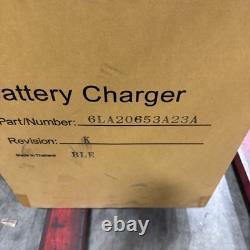 attery Charger
Part/Number: 6LA20653A23A
Revision: K
Made in Thailand BLE